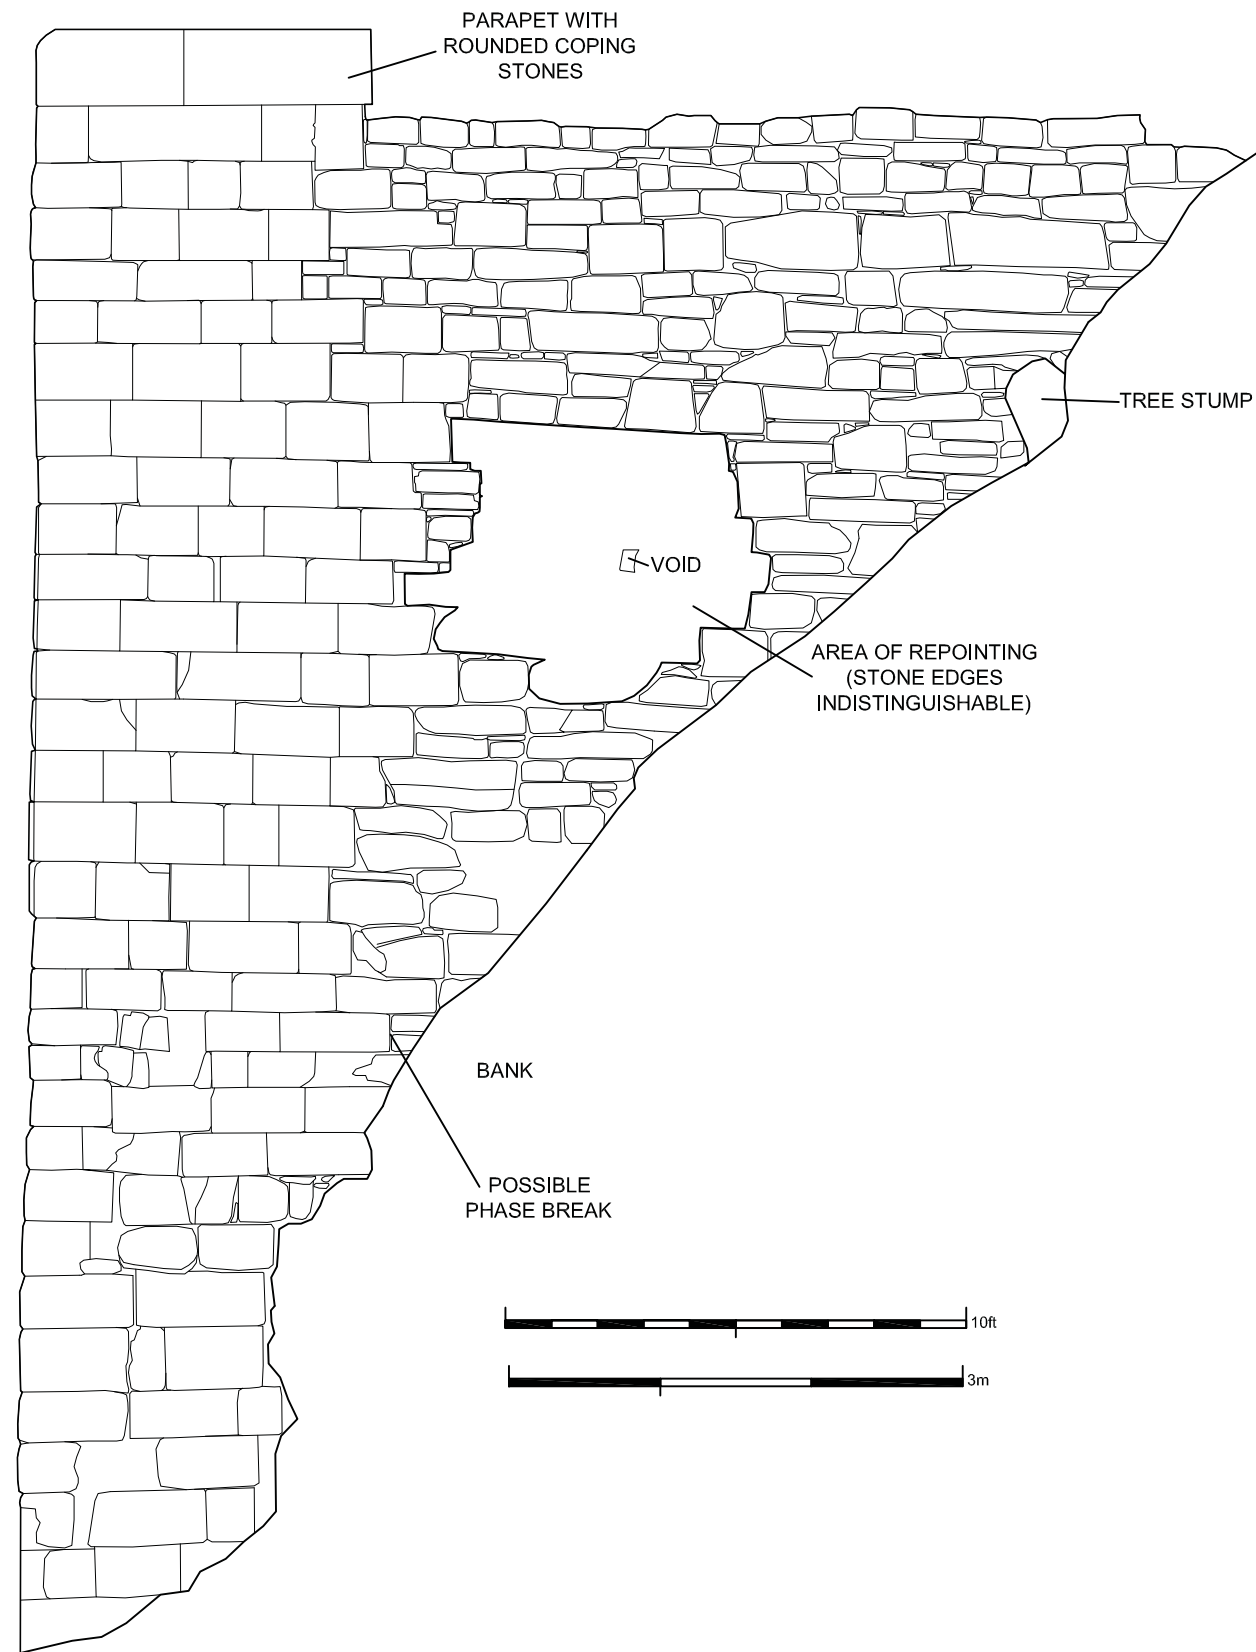 PARAPET WITH
ROUNDED COPING
STONES
TREE STUMP
VOID
AREA OF REPOINTING
(STONE EDGES
INDISTINGUISHABLE)
BANK
POSSIBLE
PHASE BREAK
10ft
3m